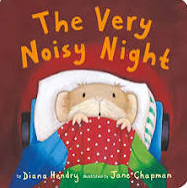 The Very
Noisy Night
by Diana Hendry illustrated by Jane Chapman